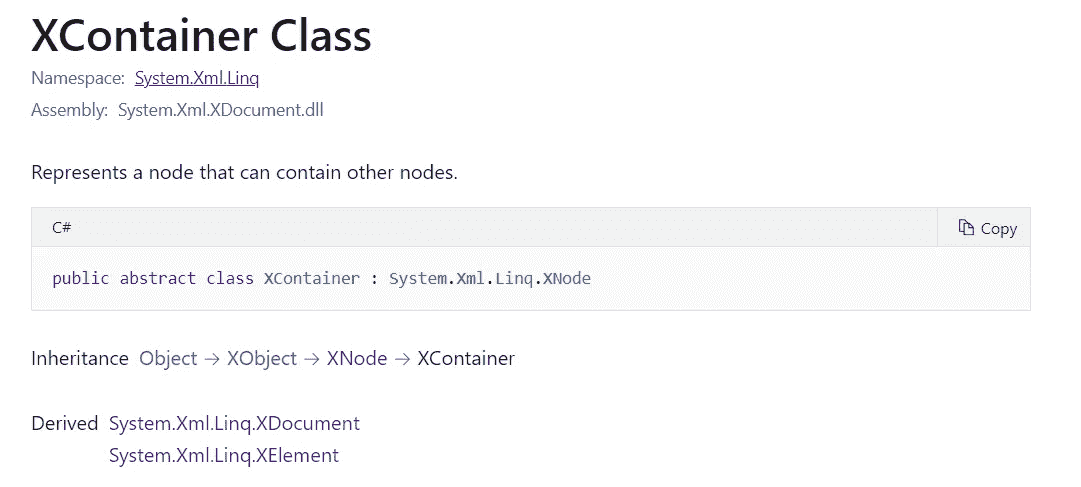 XContainer Class
Namespace: System.Xml.Linq
Assembly: System.Xml.XDocument.dll
Represents a node that can contain other nodes.
C# Copy
public abstract class XContainer : System.Xml.Linq.XNode
Inheritance Object → XObject → XNode → XContainer
Derived System.Xml.Linq.XDocument
System.Xml.Linq.XElement